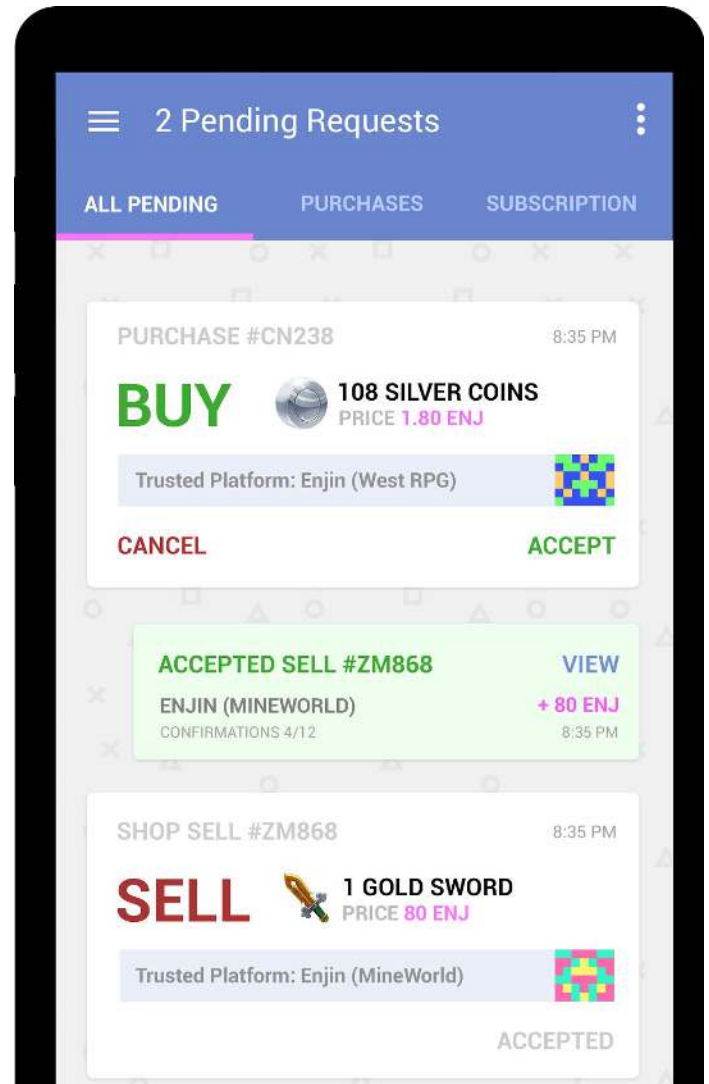 2 Pending Requests
ALL PENDING PURCHASES SUBSCRIPTION
PURCHASE #CN238 8:35 PM
BUY 108 SILVER COINS
PRICE 1.80 ENJ
Trusted Platform: Enjin (West RPG)
CANCEL ACCEPT
ACCEPTED SELL #ZM868 VIEW
ENJIN (MINEWORLD) + 80 ENJ
CONFIRMATIONS 4/12 8:35 PM
SHOP SELL #ZM868 8:35 PM
SELL 1 GOLD SWORD
PRICE 80 ENJ
Trusted Platform: Enjin (MineWorld)
ACCEPTED